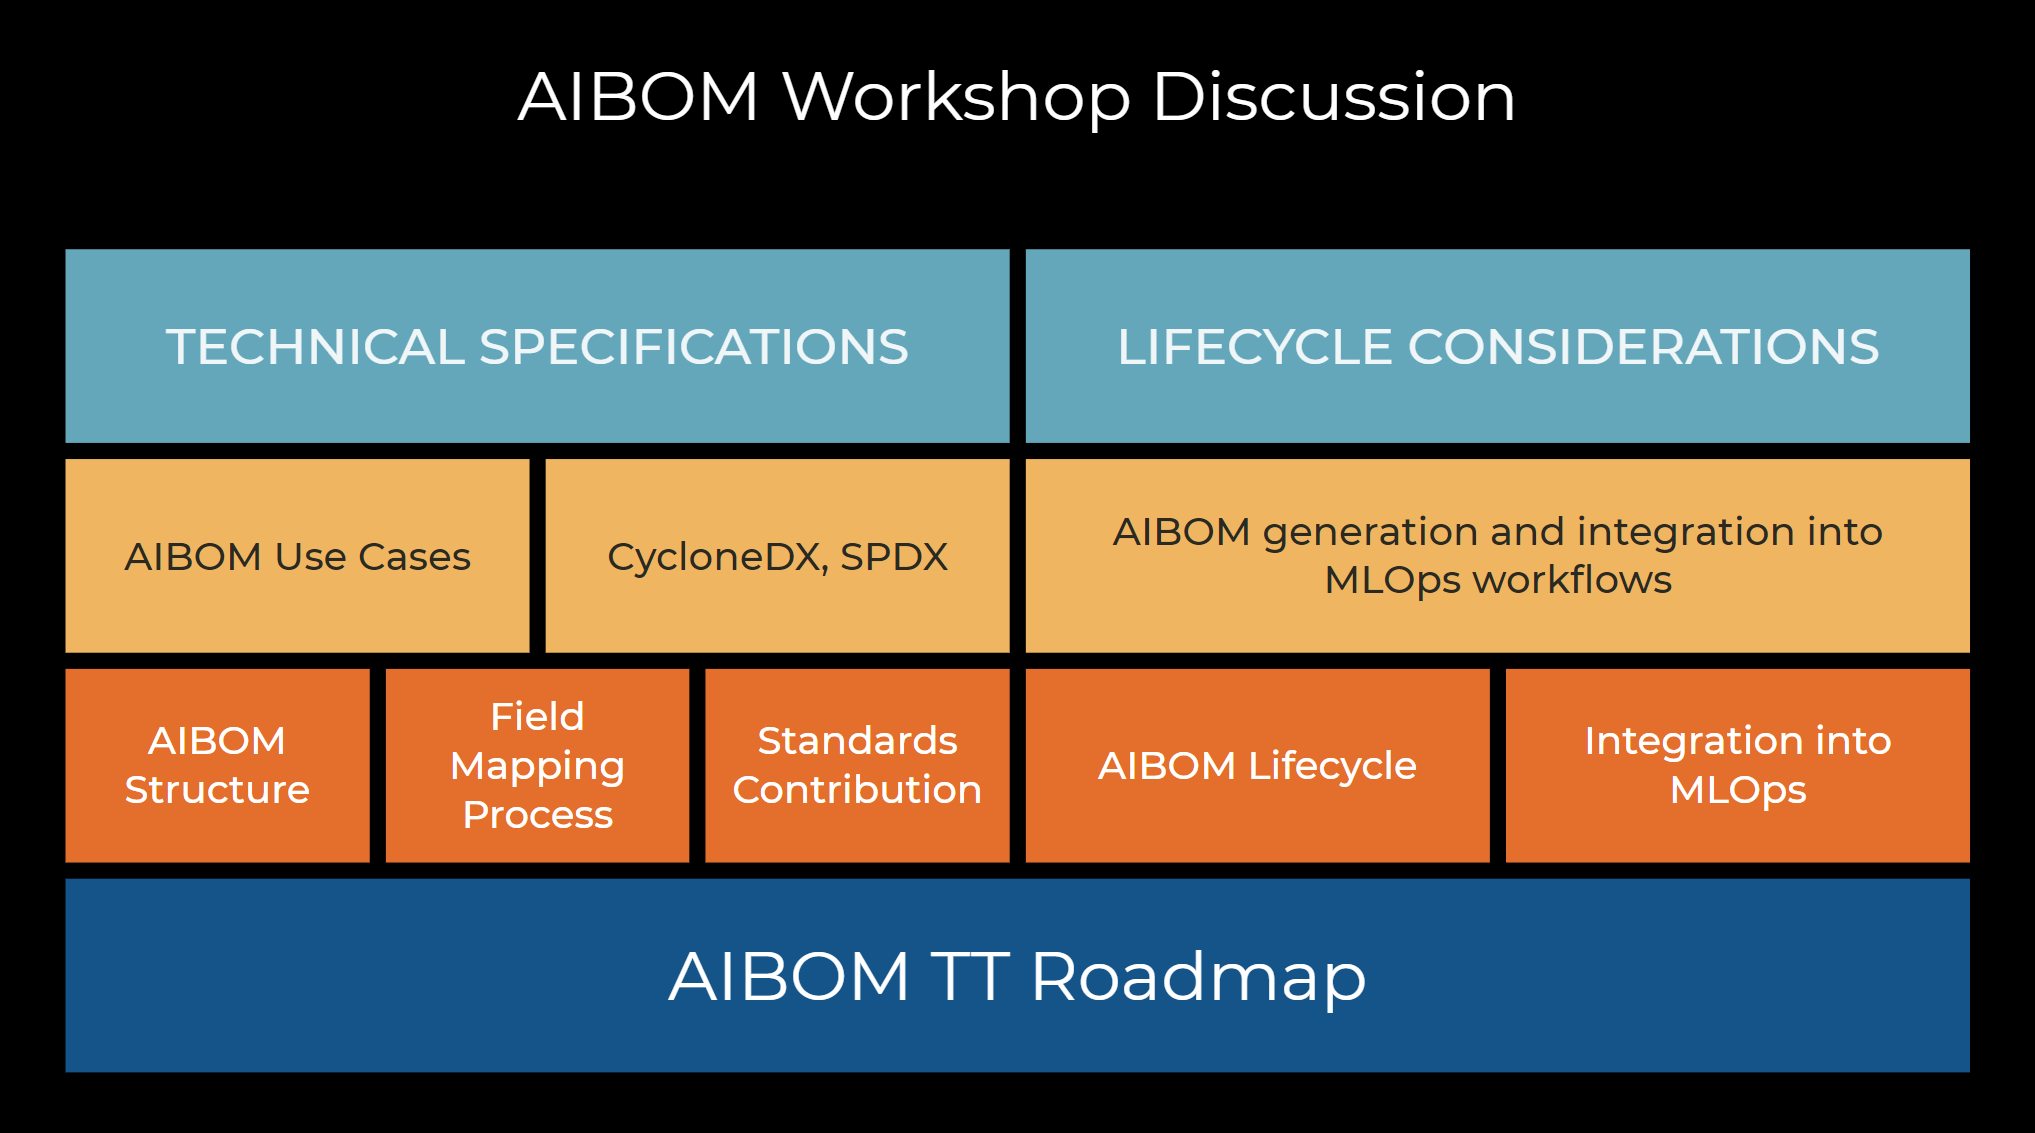 AIBOM Workshop Discussion
TECHNICAL SPECIFICATIONS
LIFECYCLE CONSIDERATIONS
AIBOM Use Cases
CycloneDX, SPDX
AIBOM generation and integration into
MLOps workflows
AIBOM
Structure
Field
Mapping
Process
Standards
Contribution
AIBOM Lifecycle
Integration into
MLOps
AIBOM TT Roadmap